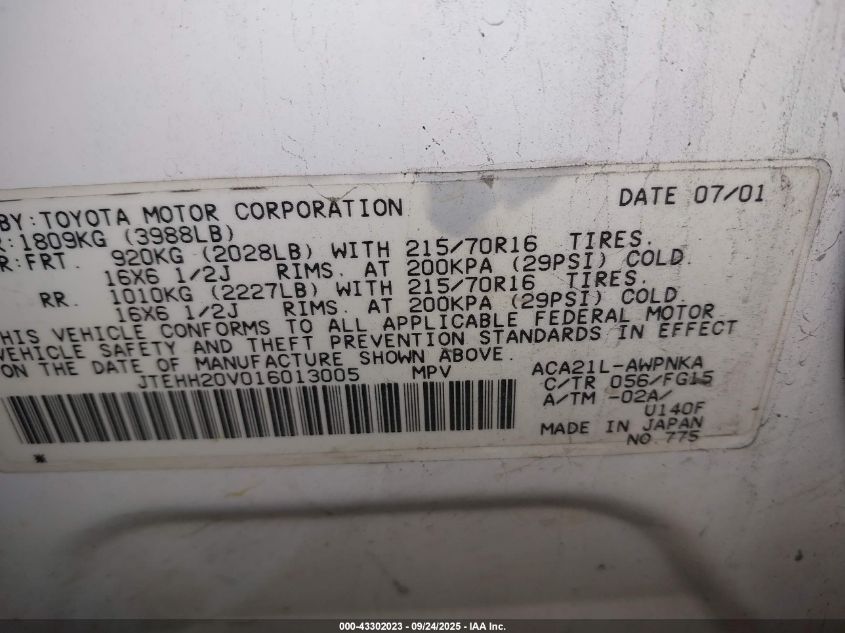 BY: TOYOTA MOTOR CORPORATION DATE 07/01
R: 1809KG (3988LB)
R: FRT. 920KG (2028LB) WITH 215/70R16 TIRES.
16X6 1/2J RIMS. AT 200KPA (29PSI) COLD.
RR. 1010KG (2227LB) WITH 215/70R16 TIRES.
16X6 1/2J RIMS. AT 200KPA (29PSI) COLD.
HIS VEHICLE CONFORMS TO ALL APPLICABLE FEDERAL MOTOR
VEHICLE SAFETY AND THEFT PREVENTION STANDARDS IN EFFECT
ON THE DATE OF MANUFACTURE SHOWN ABOVE.
JTEHH20V016013005 MPV
ACA21L-AWPNKA
C/TR 056/FG15
A/TM -02A/
U140F
MADE IN JAPAN
NO 775
*
000-43302023 - 09/24/2025 - IAA Inc.